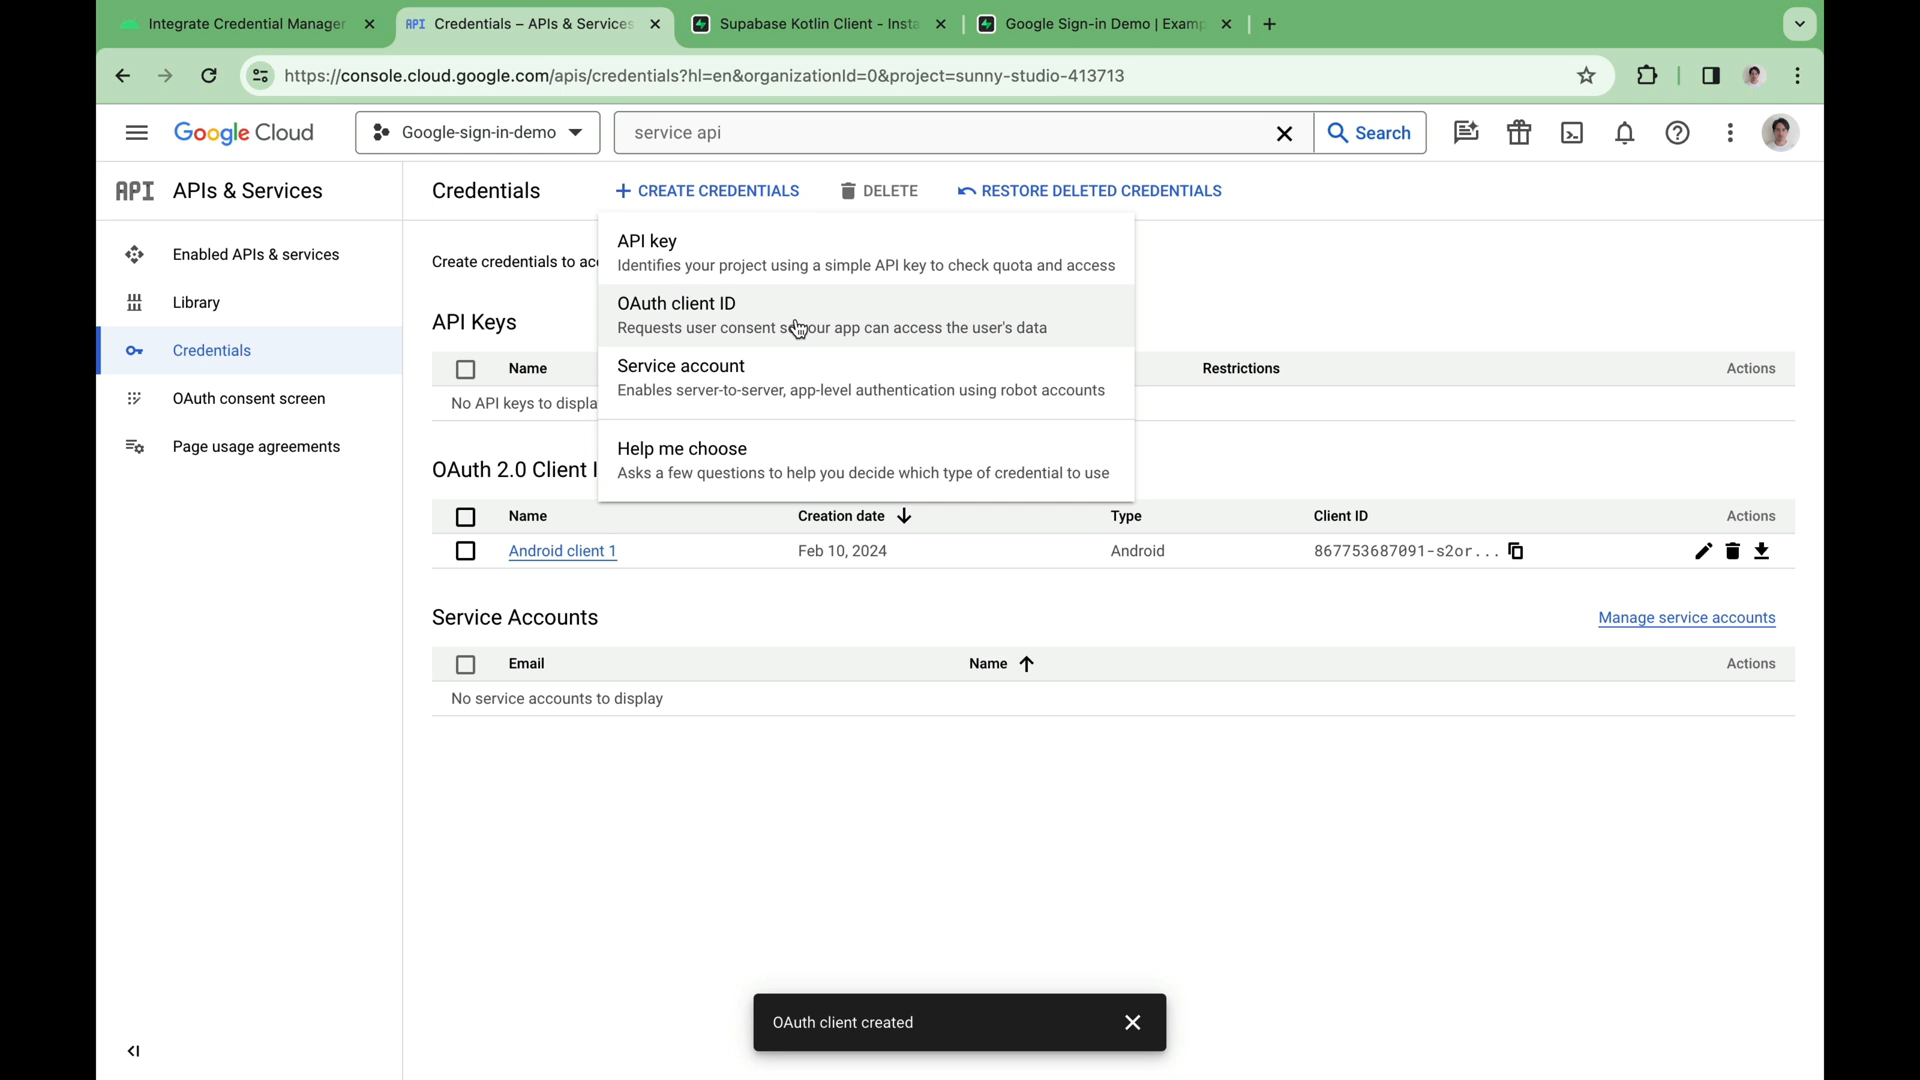 Integrate Credential Manager
API Credentials – APIs & Services
Supabase Kotlin Client - Insta
Google Sign-in Demo | Examp
https://console.cloud.google.com/apis/credentials?hl=en&organizationId=0&project=sunny-studio-413713
Google Cloud
Google-sign-in-demo
service api
Search
API APIs & Services
Credentials
CREATE CREDENTIALS
DELETE
RESTORE DELETED CREDENTIALS
Enabled APIs & services
Library
Credentials
OAuth consent screen
Page usage agreements
Create credentials to ac
API key
Identifies your project using a simple API key to check quota and access
OAuth client ID
Requests user consent so your app can access the user's data
Service account
Enables server-to-server, app-level authentication using robot accounts
Help me choose
Asks a few questions to help you decide which type of credential to use
API Keys
Name Restrictions Actions
No API keys to displa
OAuth 2.0 Client I
Name Creation date Type Client ID Actions
Android client 1 Feb 10, 2024 Android 867753687091-s2or...
Service Accounts
Manage service accounts
Email Name Actions
No service accounts to display
OAuth client created